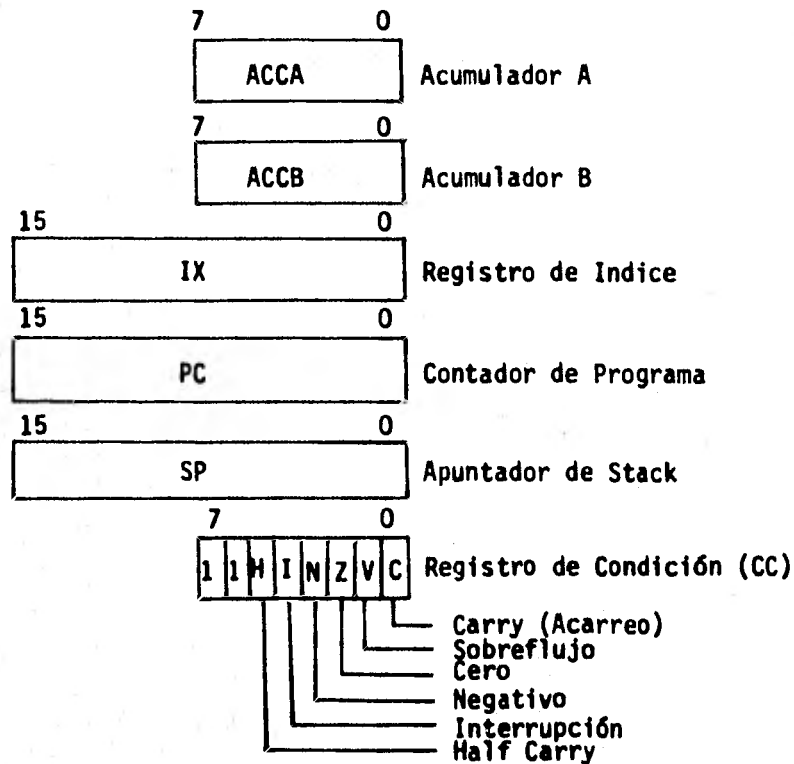 7 0
ACCA Acumulador A
7 0
ACCB Acumulador B
15 0
IX Registro de Indice
15 0
PC Contador de Programa
15 0
SP Apuntador de Stack
7 0
1 1 H I N Z V C Registro de Condición (CC)
Carry (Acarreo)
Sobreflujo
Cero
Negativo
Interrupción
Half Carry